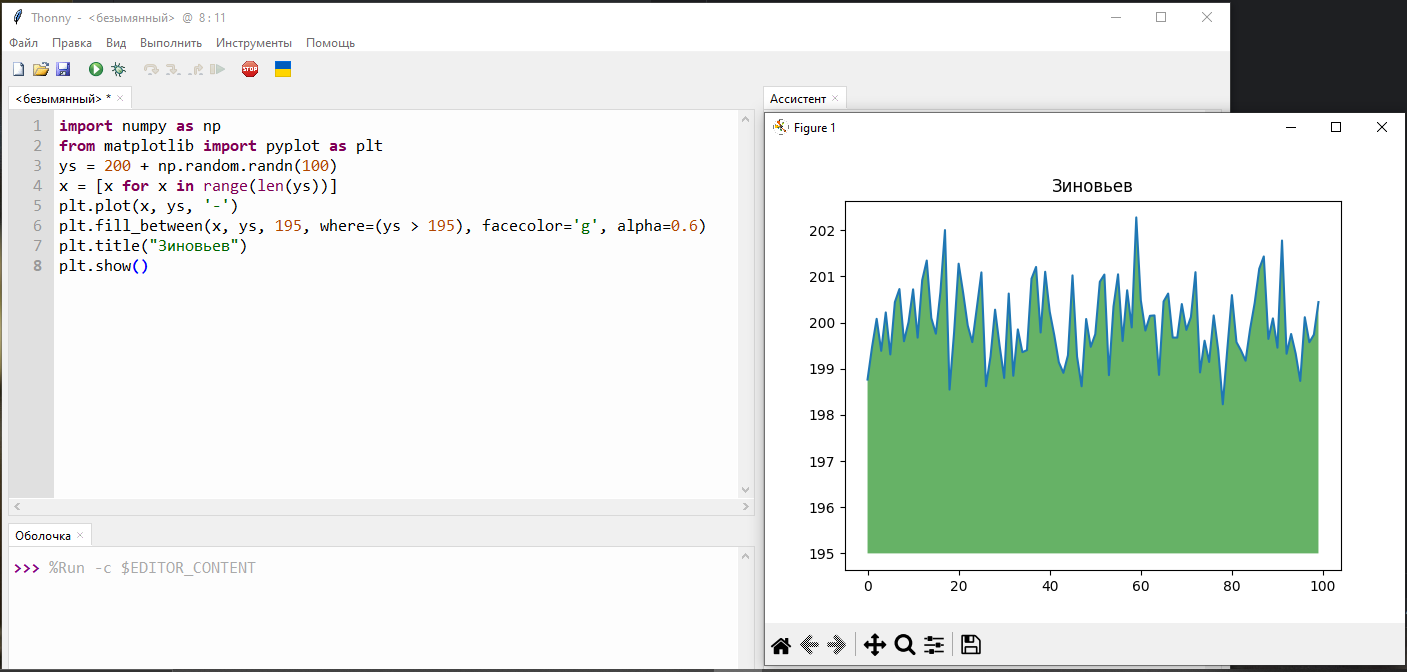 Thonny - <безымянный> @ 8:11
Файл Правка Вид Выполнить Инструменты Помощь
STOP
<безымянный> *
1 import numpy as np
2 from matplotlib import pyplot as plt
3 ys = 200 + np.random.randn(100)
4 x = [x for x in range(len(ys))]
5 plt.plot(x, ys, '-')
6 plt.fill_between(x, ys, 195, where=(ys > 195), facecolor='g', alpha=0.6)
7 plt.title("Зиновьев")
8 plt.show()
Оболочка
>>> %Run -c $EDITOR_CONTENT
Ассистент
Figure 1
Зиновьев
202
201
200
199
198
197
196
195
0 20 40 60 80 100